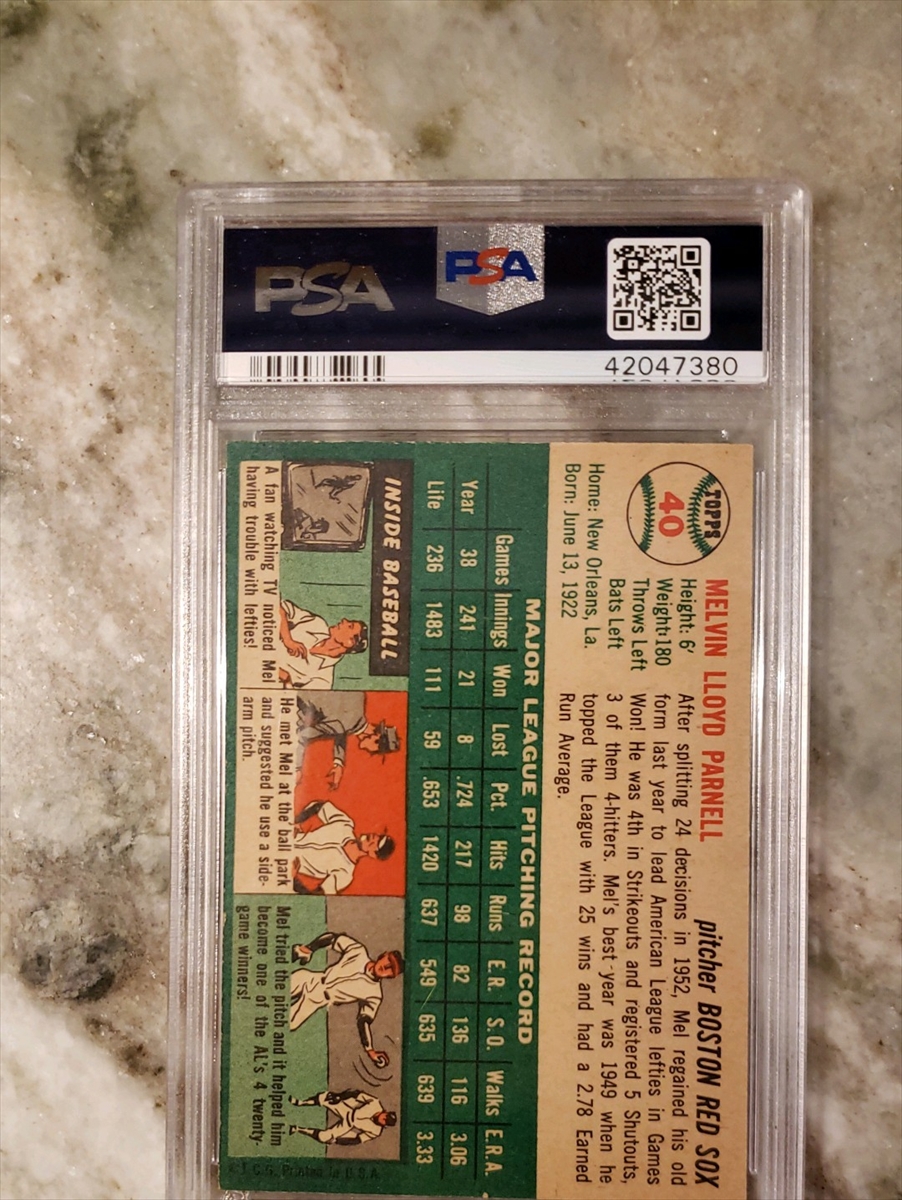 PSA
PSA
42047380
TOPPS
40
MELVIN LLOYD PARNELL
pitcher BOSTON RED SOX
Height: 6'
Weight: 180
Throws Left
Bats Left
Home: New Orleans, La.
Born: June 13, 1922
After splitting 24 decisions in 1952, Mel regained his old
form last year to lead American League lefties in Games
Won! He was 4th in Strikeouts and registered 5 Shutouts,
3 of them 4-hitters. Mel's best year was 1949 when he
topped the League with 25 wins and had a 2.78 Earned
Run Average.
MAJOR LEAGUE PITCHING RECORD
Games Innings Won Lost Pct. Hits Runs E.R. S.O. Walks E.R.A.
Year 38 241 21 8 .724 217 98 82 136 116 3.06
Life 236 1483 111 59 .653 1420 637 549 635 639 3.33
INSIDE BASEBALL
A fan watching TV noticed Mel
having trouble with lefties!
He met Mel at the ball park
and suggested he use a side-
arm pitch.
Mel tried the pitch and it helped him
become one of the AL's 4 twenty-
game winners!
© T.C.G. Printed in U.S.A.